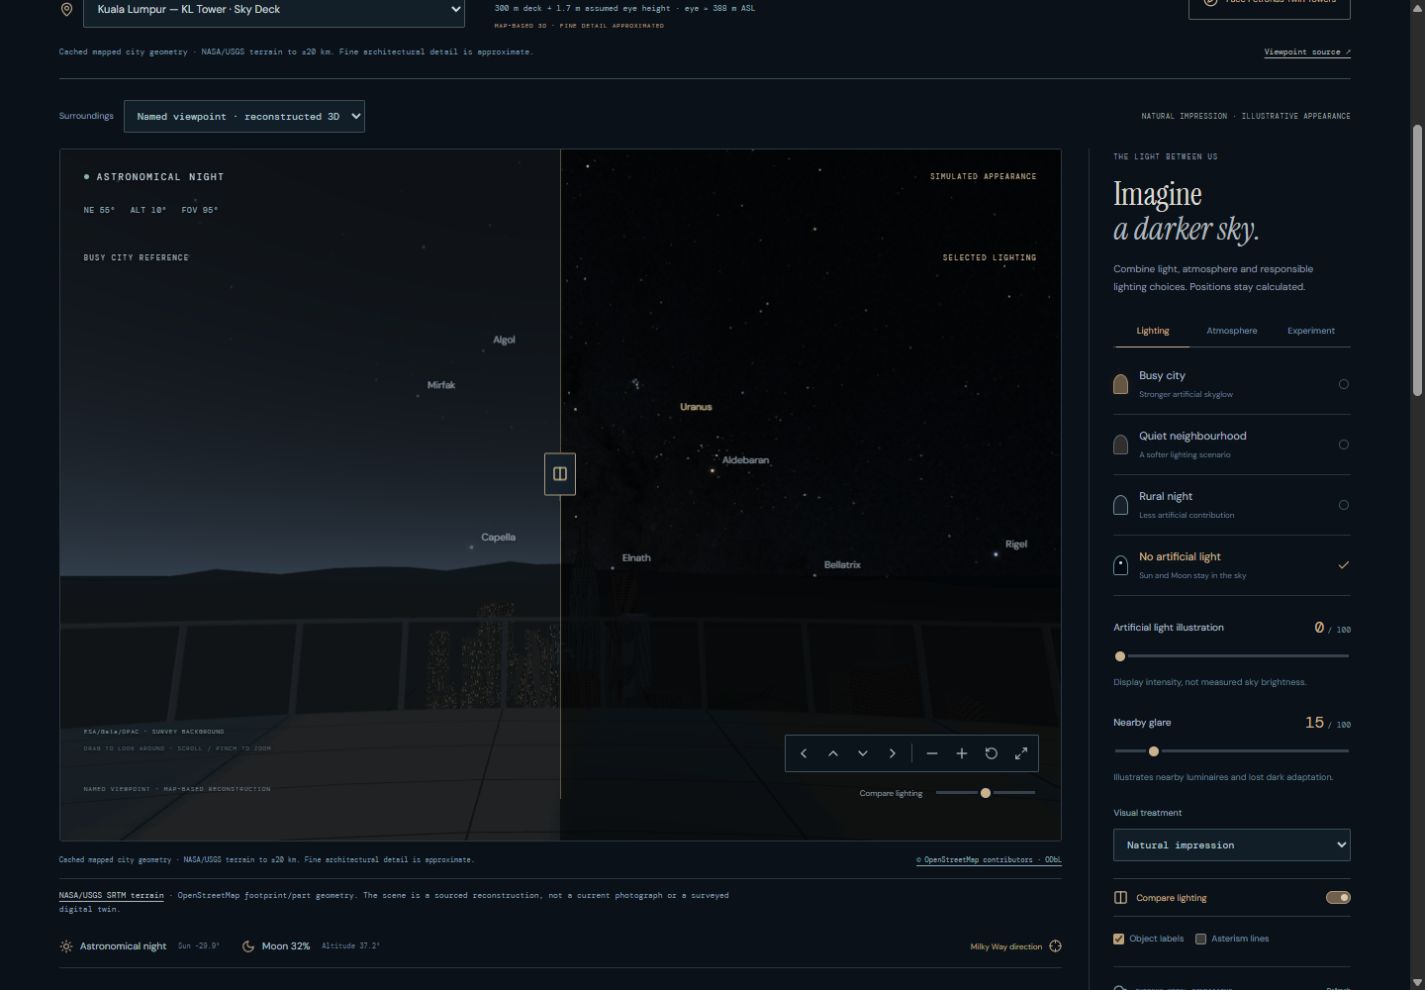 Kuala Lumpur — KL Tower · Sky Deck
300 m deck + 1.7 m assumed eye height · eye ≈ 388 m ASL
MAP-BASED 3D · FINE DETAIL APPROXIMATED
Cached mapped city geometry · NASA/USGS terrain to ±20 km. Fine architectural detail is approximate.
Viewpoint source ↗
Surroundings
Named viewpoint · reconstructed 3D
NATURAL IMPRESSION · ILLUSTRATIVE APPEARANCE
ASTRONOMICAL NIGHT
SIMULATED APPEARANCE
NE 55° ALT 10° FOV 95°
BUSY CITY REFERENCE
SELECTED LIGHTING
Algol
Mirfak
Uranus
Aldebaran
Capella
Elnath
Bellatrix
Rigel
ESA/Gaia/DPAC · SURVEY BACKGROUND
DRAG TO LOOK AROUND · SCROLL / PINCH TO ZOOM
NAMED VIEWPOINT · MAP-BASED RECONSTRUCTION
Compare lighting
Cached mapped city geometry · NASA/USGS terrain to ±20 km. Fine architectural detail is approximate.
© OpenStreetMap contributors · ODbL
NASA/USGS SRTM terrain · OpenStreetMap footprint/part geometry. The scene is a sourced reconstruction, not a current photograph or a surveyed
digital twin.
Astronomical night Sun -28.9° Moon 32% Altitude 37.2°
Milky Way direction
THE LIGHT BETWEEN US
Imagine
a darker sky.
Combine light, atmosphere and responsible
lighting choices. Positions stay calculated.
Lighting Atmosphere Experiment
Busy city
Stronger artificial skyglow
Quiet neighbourhood
A softer lighting scenario
Rural night
Less artificial contribution
No artificial light
Sun and Moon stay in the sky
Artificial light illustration 0 / 100
Display intensity, not measured sky brightness.
Nearby glare 15 / 100
Illustrates nearby luminaires and lost dark adaptation.
Visual treatment
Natural impression
Compare lighting
Object labels Asterism lines